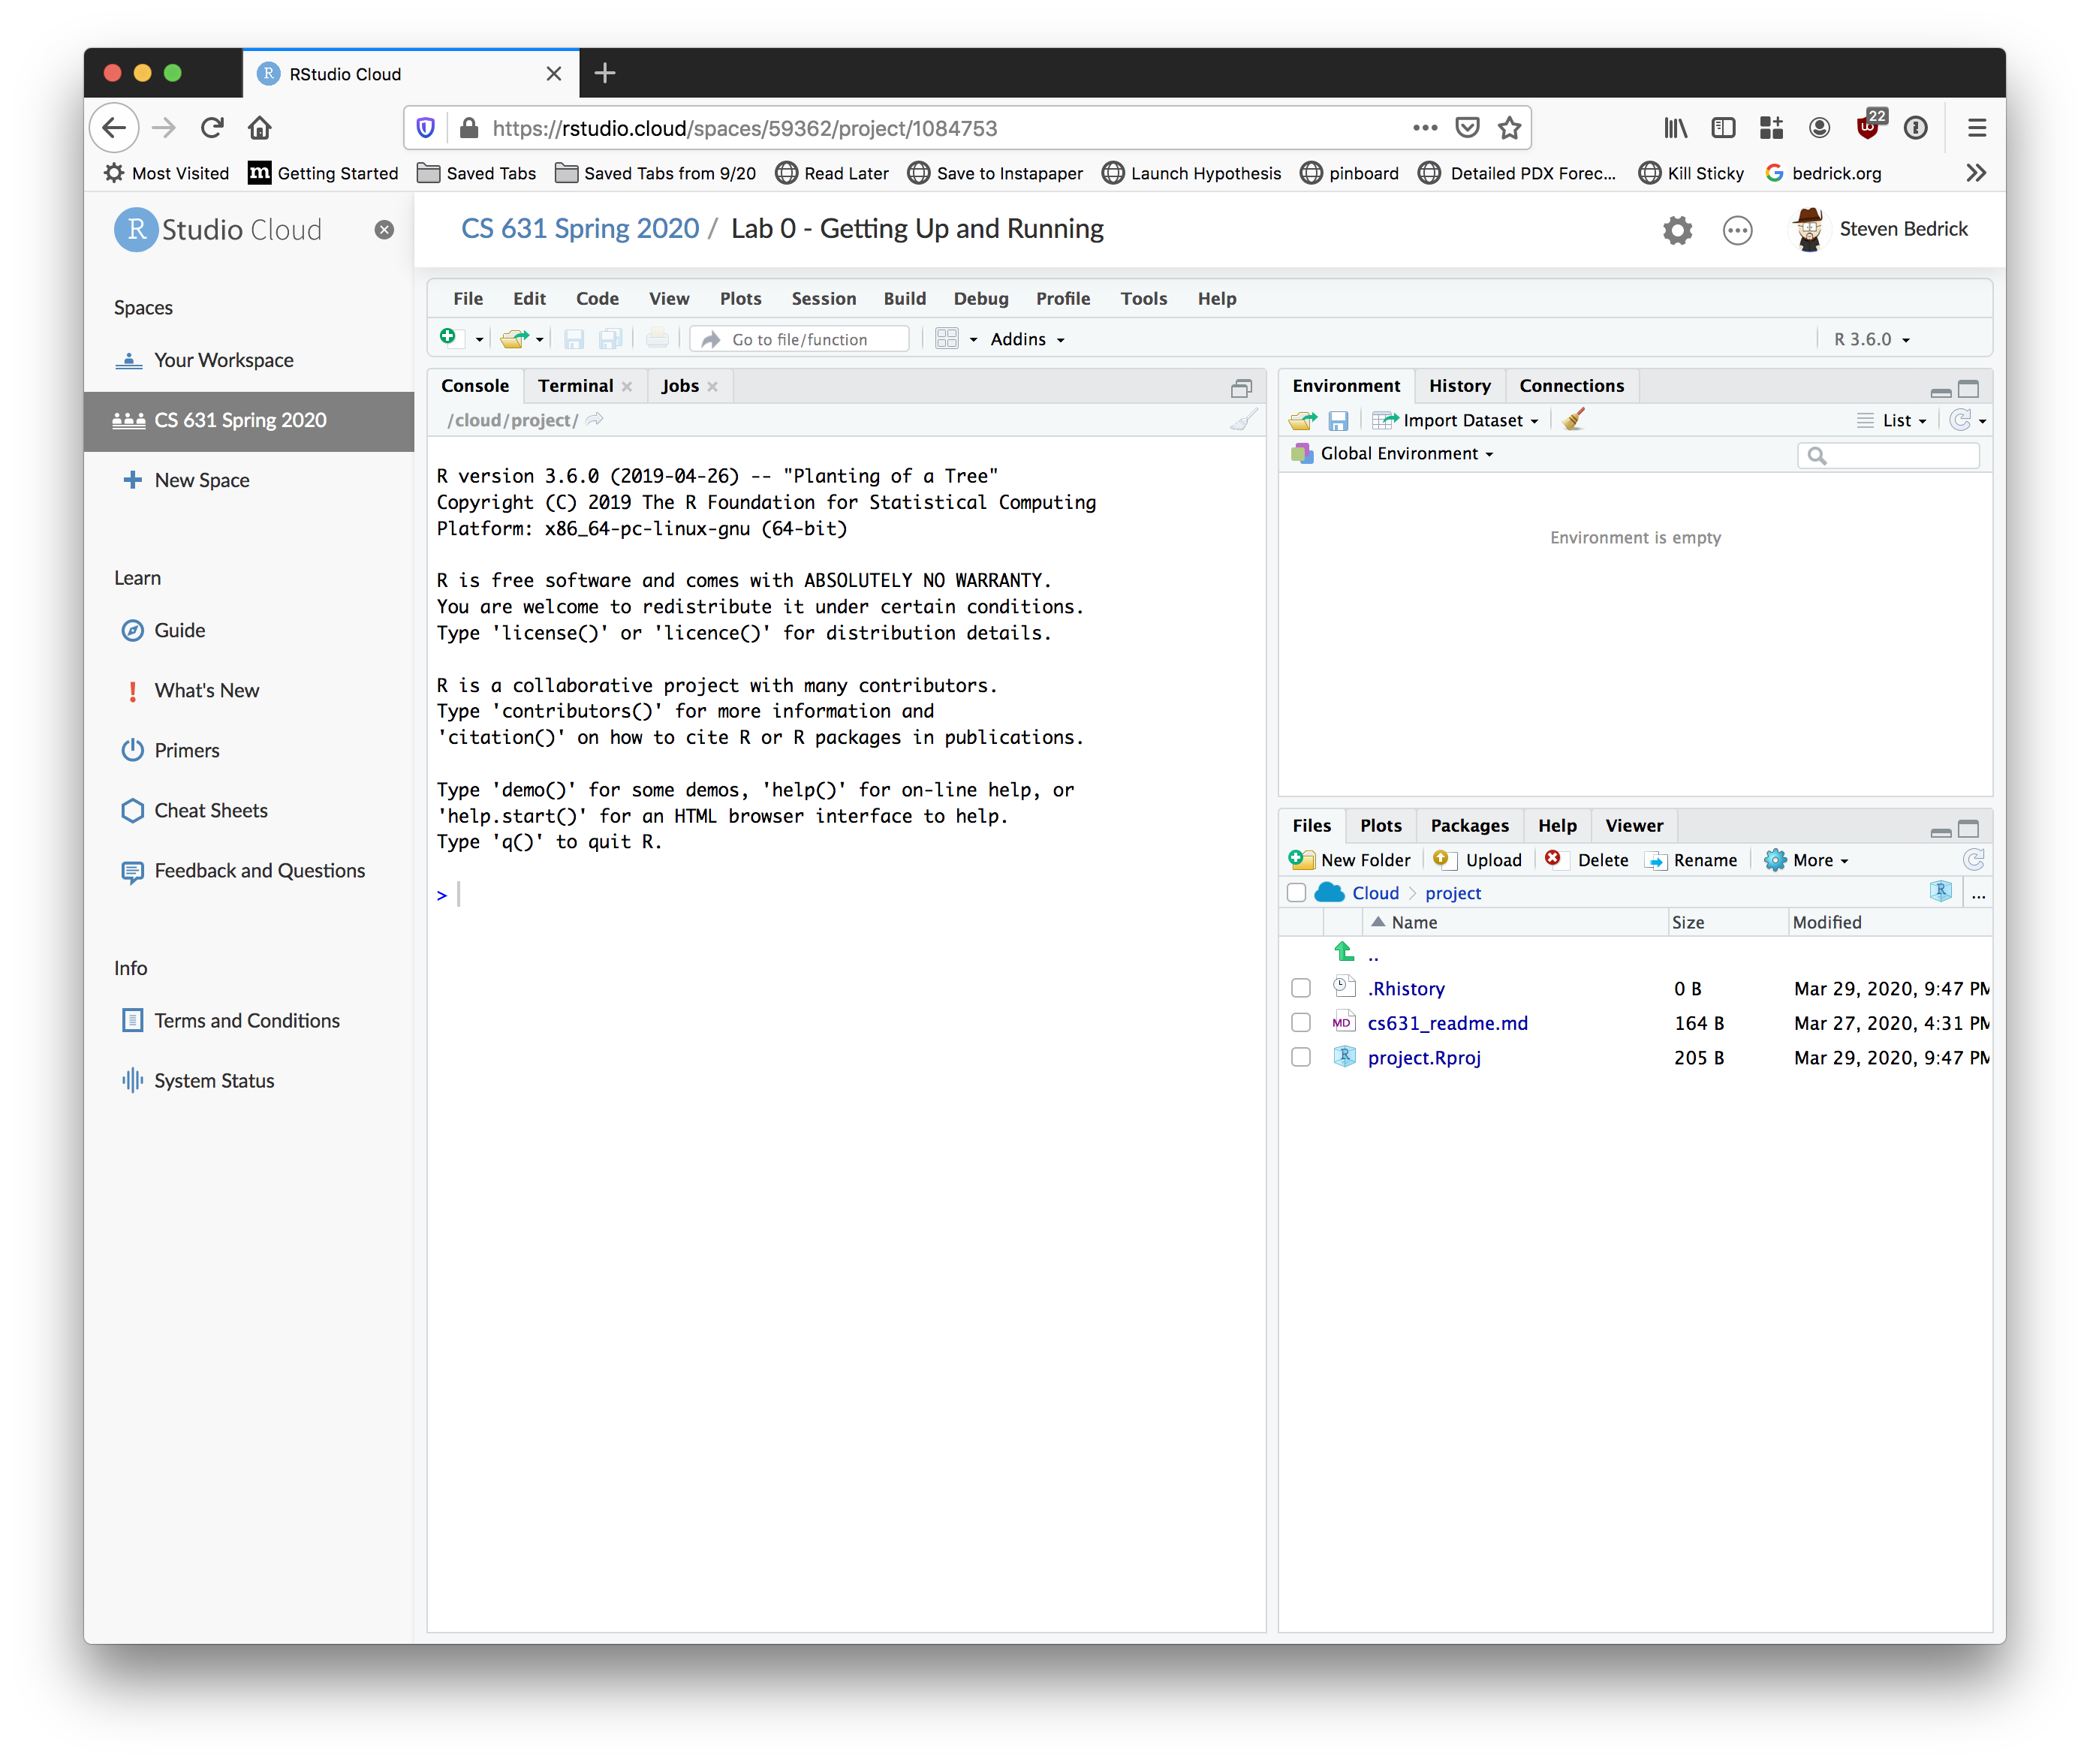 RStudio Cloud
https://rstudio.cloud/spaces/59362/project/1084753
22
Most Visited Getting Started Saved Tabs Saved Tabs from 9/20 Read Later Save to Instapaper Launch Hypothesis pinboard Detailed PDX Forec... Kill Sticky bedrick.org
R Studio Cloud
CS 631 Spring 2020 / Lab 0 - Getting Up and Running
Steven Bedrick
Spaces
Your Workspace
CS 631 Spring 2020
New Space
Learn
Guide
What's New
Primers
Cheat Sheets
Feedback and Questions
Info
Terms and Conditions
System Status
File Edit Code View Plots Session Build Debug Profile Tools Help
Go to file/function Addins R 3.6.0
Console Terminal Jobs
/cloud/project/
R version 3.6.0 (2019-04-26) -- "Planting of a Tree"
Copyright (C) 2019 The R Foundation for Statistical Computing
Platform: x86_64-pc-linux-gnu (64-bit)
R is free software and comes with ABSOLUTELY NO WARRANTY.
You are welcome to redistribute it under certain conditions.
Type 'license()' or 'licence()' for distribution details.
R is a collaborative project with many contributors.
Type 'contributors()' for more information and
'citation()' on how to cite R or R packages in publications.
Type 'demo()' for some demos, 'help()' for on-line help, or
'help.start()' for an HTML browser interface to help.
Type 'q()' to quit R.
>
Environment History Connections
Import Dataset List
Global Environment
Environment is empty
Files Plots Packages Help Viewer
New Folder Upload Delete Rename More
Cloud project ...
Name Size Modified
..
.Rhistory 0 B Mar 29, 2020, 9:47 PM
MD cs631_readme.md 164 B Mar 27, 2020, 4:31 PM
project.Rproj 205 B Mar 29, 2020, 9:47 PM